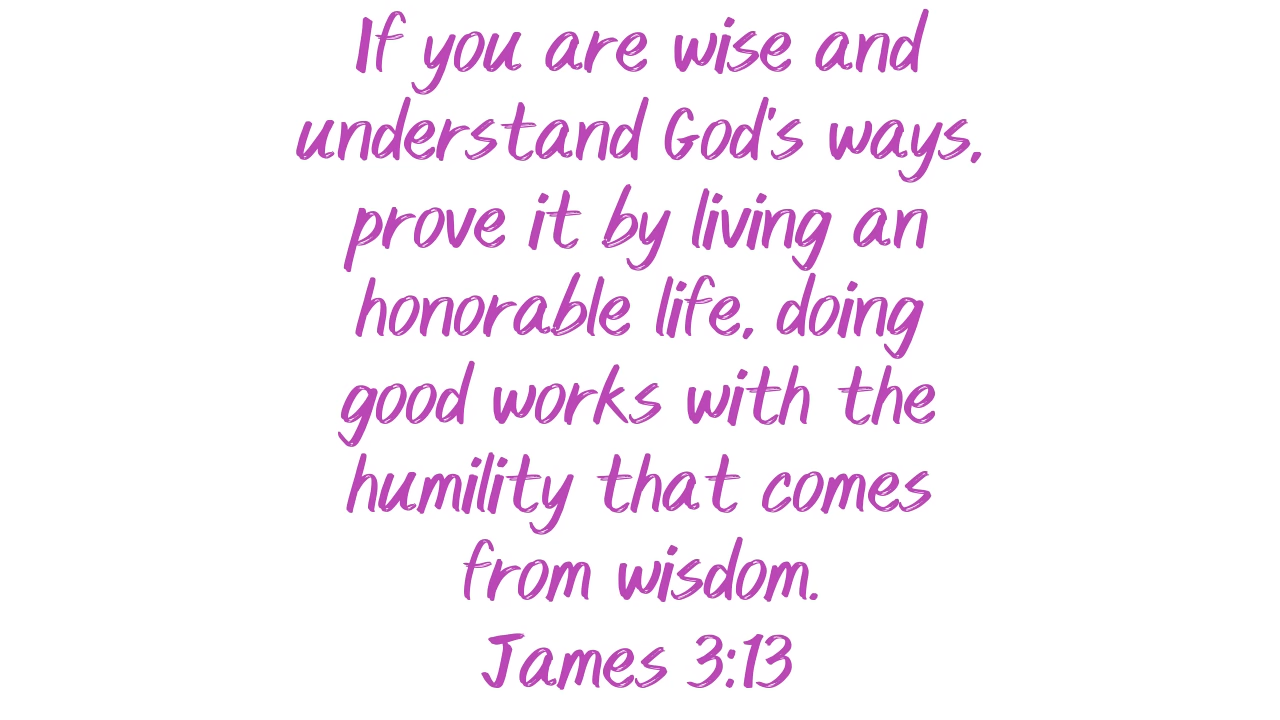 If you are wise and
understand God's ways,
prove it by living an
honorable life, doing
good works with the
humility that comes
from wisdom.
James 3:13